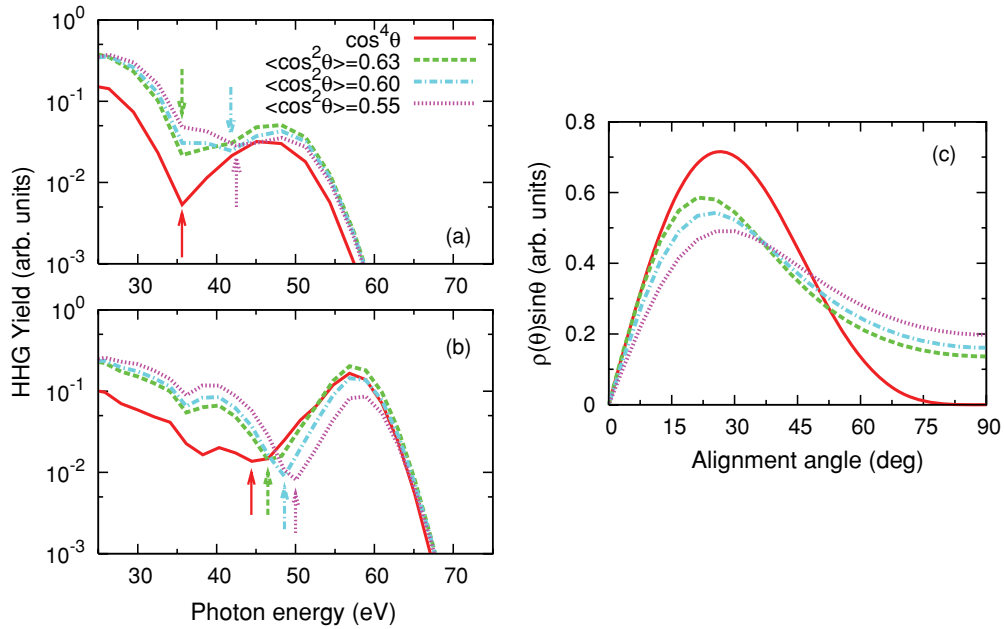 10^0
10^-1
10^-2
10^-3
30 40 50 60 70
cos^4θ
<cos^2θ>=0.63
<cos^2θ>=0.60
<cos^2θ>=0.55
(a)
HHG Yield (arb. units)
10^0
10^-1
10^-2
10^-3
30 40 50 60 70
(b)
Photon energy (eV)
ρ(θ)sinθ (arb. units)
0.8
0.6
0.4
0.2
0
0 15 30 45 60 75 90
(c)
Alignment angle (deg)